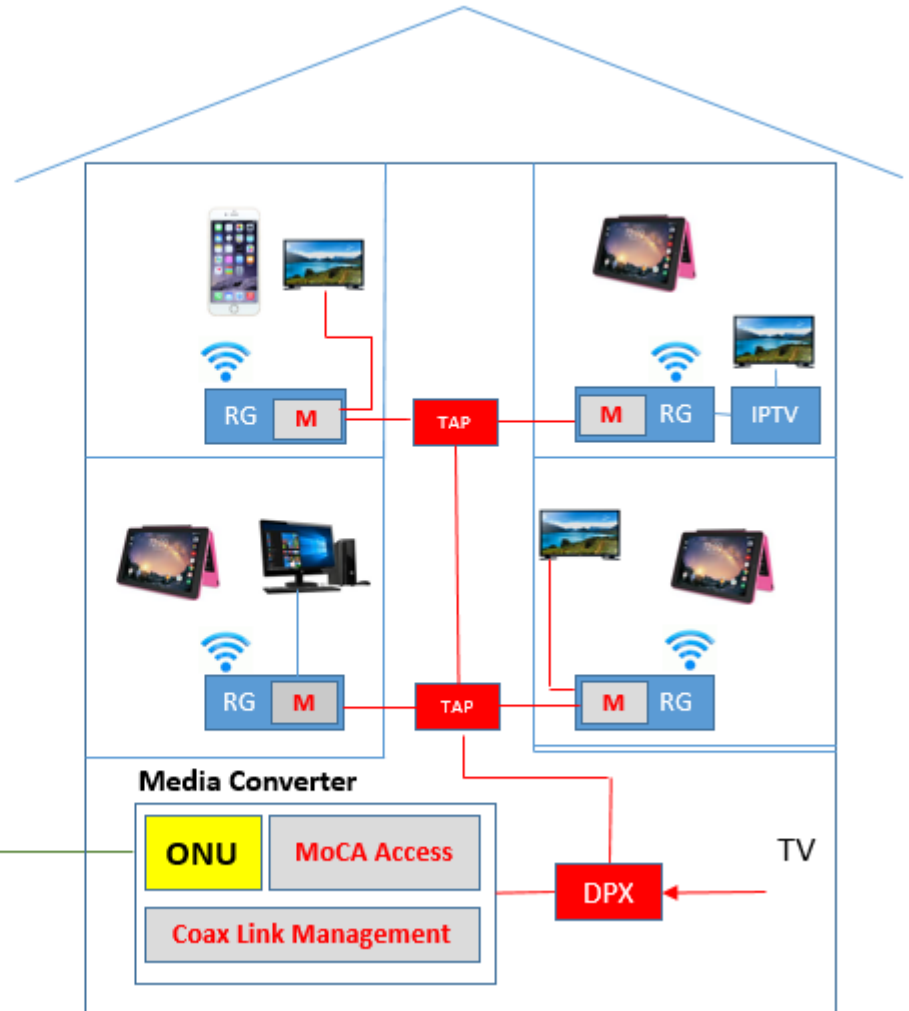 RG M
TAP
M RG
IPTV
RG M
TAP
M RG
Media Converter
ONU
MoCA Access
TV
DPX
Coax Link Management